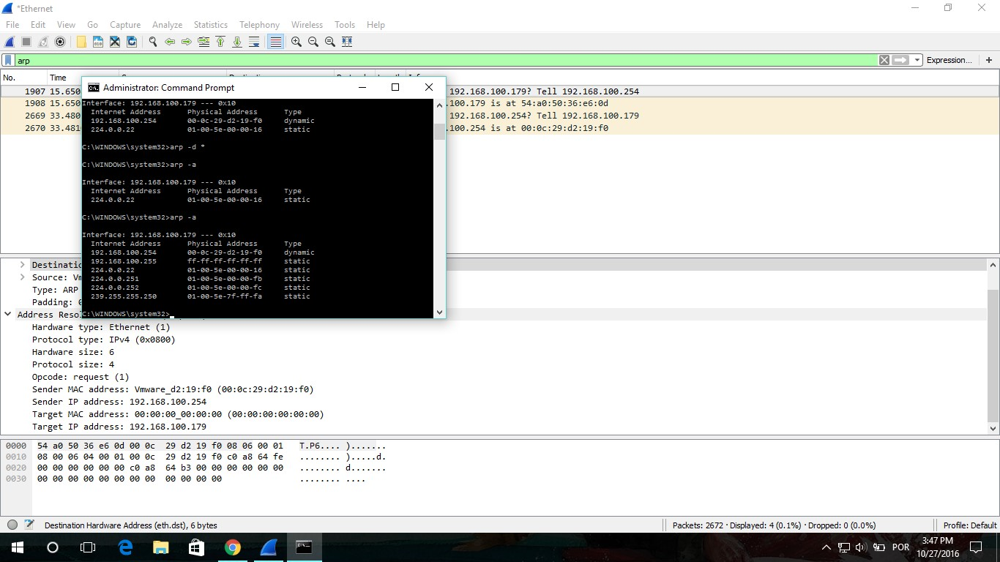 *Ethernet
File Edit View Go Capture Analyze Statistics Telephony Wireless Tools Help
arp Expression... +
No. Time
1907 15.650 192.168.100.179? Tell 192.168.100.254
1908 15.650 .100.179 is at 54:a0:50:36:e6:0d
2669 33.480 192.168.100.254? Tell 192.168.100.179
2670 33.481 .100.254 is at 00:0c:29:d2:19:f0
Administrator: Command Prompt
Interface: 192.168.100.179 --- 0x10
Internet Address Physical Address Type
192.168.100.254 00-0c-29-d2-19-f0 dynamic
224.0.0.22 01-00-5e-00-00-16 static
C:\WINDOWS\system32>arp -d *
C:\WINDOWS\system32>arp -a
Interface: 192.168.100.179 --- 0x10
Internet Address Physical Address Type
224.0.0.22 01-00-5e-00-00-16 static
C:\WINDOWS\system32>arp -a
Interface: 192.168.100.179 --- 0x10
Internet Address Physical Address Type
192.168.100.254 00-0c-29-d2-19-f0 dynamic
192.168.100.255 ff-ff-ff-ff-ff-ff static
224.0.0.22 01-00-5e-00-00-16 static
224.0.0.251 01-00-5e-00-00-fb static
224.0.0.252 01-00-5e-00-00-fc static
239.255.255.250 01-00-5e-7f-ff-fa static
C:\WINDOWS\system32>
Destinatio
Source: Vm
Type: ARP
Padding: 0
Address Resol
Hardware type: Ethernet (1)
Protocol type: IPv4 (0x0800)
Hardware size: 6
Protocol size: 4
Opcode: request (1)
Sender MAC address: Vmware_d2:19:f0 (00:0c:29:d2:19:f0)
Sender IP address: 192.168.100.254
Target MAC address: 00:00:00_00:00:00 (00:00:00:00:00:00)
Target IP address: 192.168.100.179
0000 54 a0 50 36 e6 0d 00 0c 29 d2 19 f0 08 06 00 01 T.P6.... ).......
0010 08 00 06 04 00 01 00 0c 29 d2 19 f0 c0 a8 64 fe ........ ).....d.
0020 00 00 00 00 00 00 c0 a8 64 b3 00 00 00 00 00 00 ........ d.......
0030 00 00 00 00 00 00 00 00 00 00 00 00 ........ ....
Destination Hardware Address (eth.dst), 6 bytes Packets: 2672 · Displayed: 4 (0.1%) · Dropped: 0 (0.0%) Profile: Default
POR 3:47 PM
10/27/2016